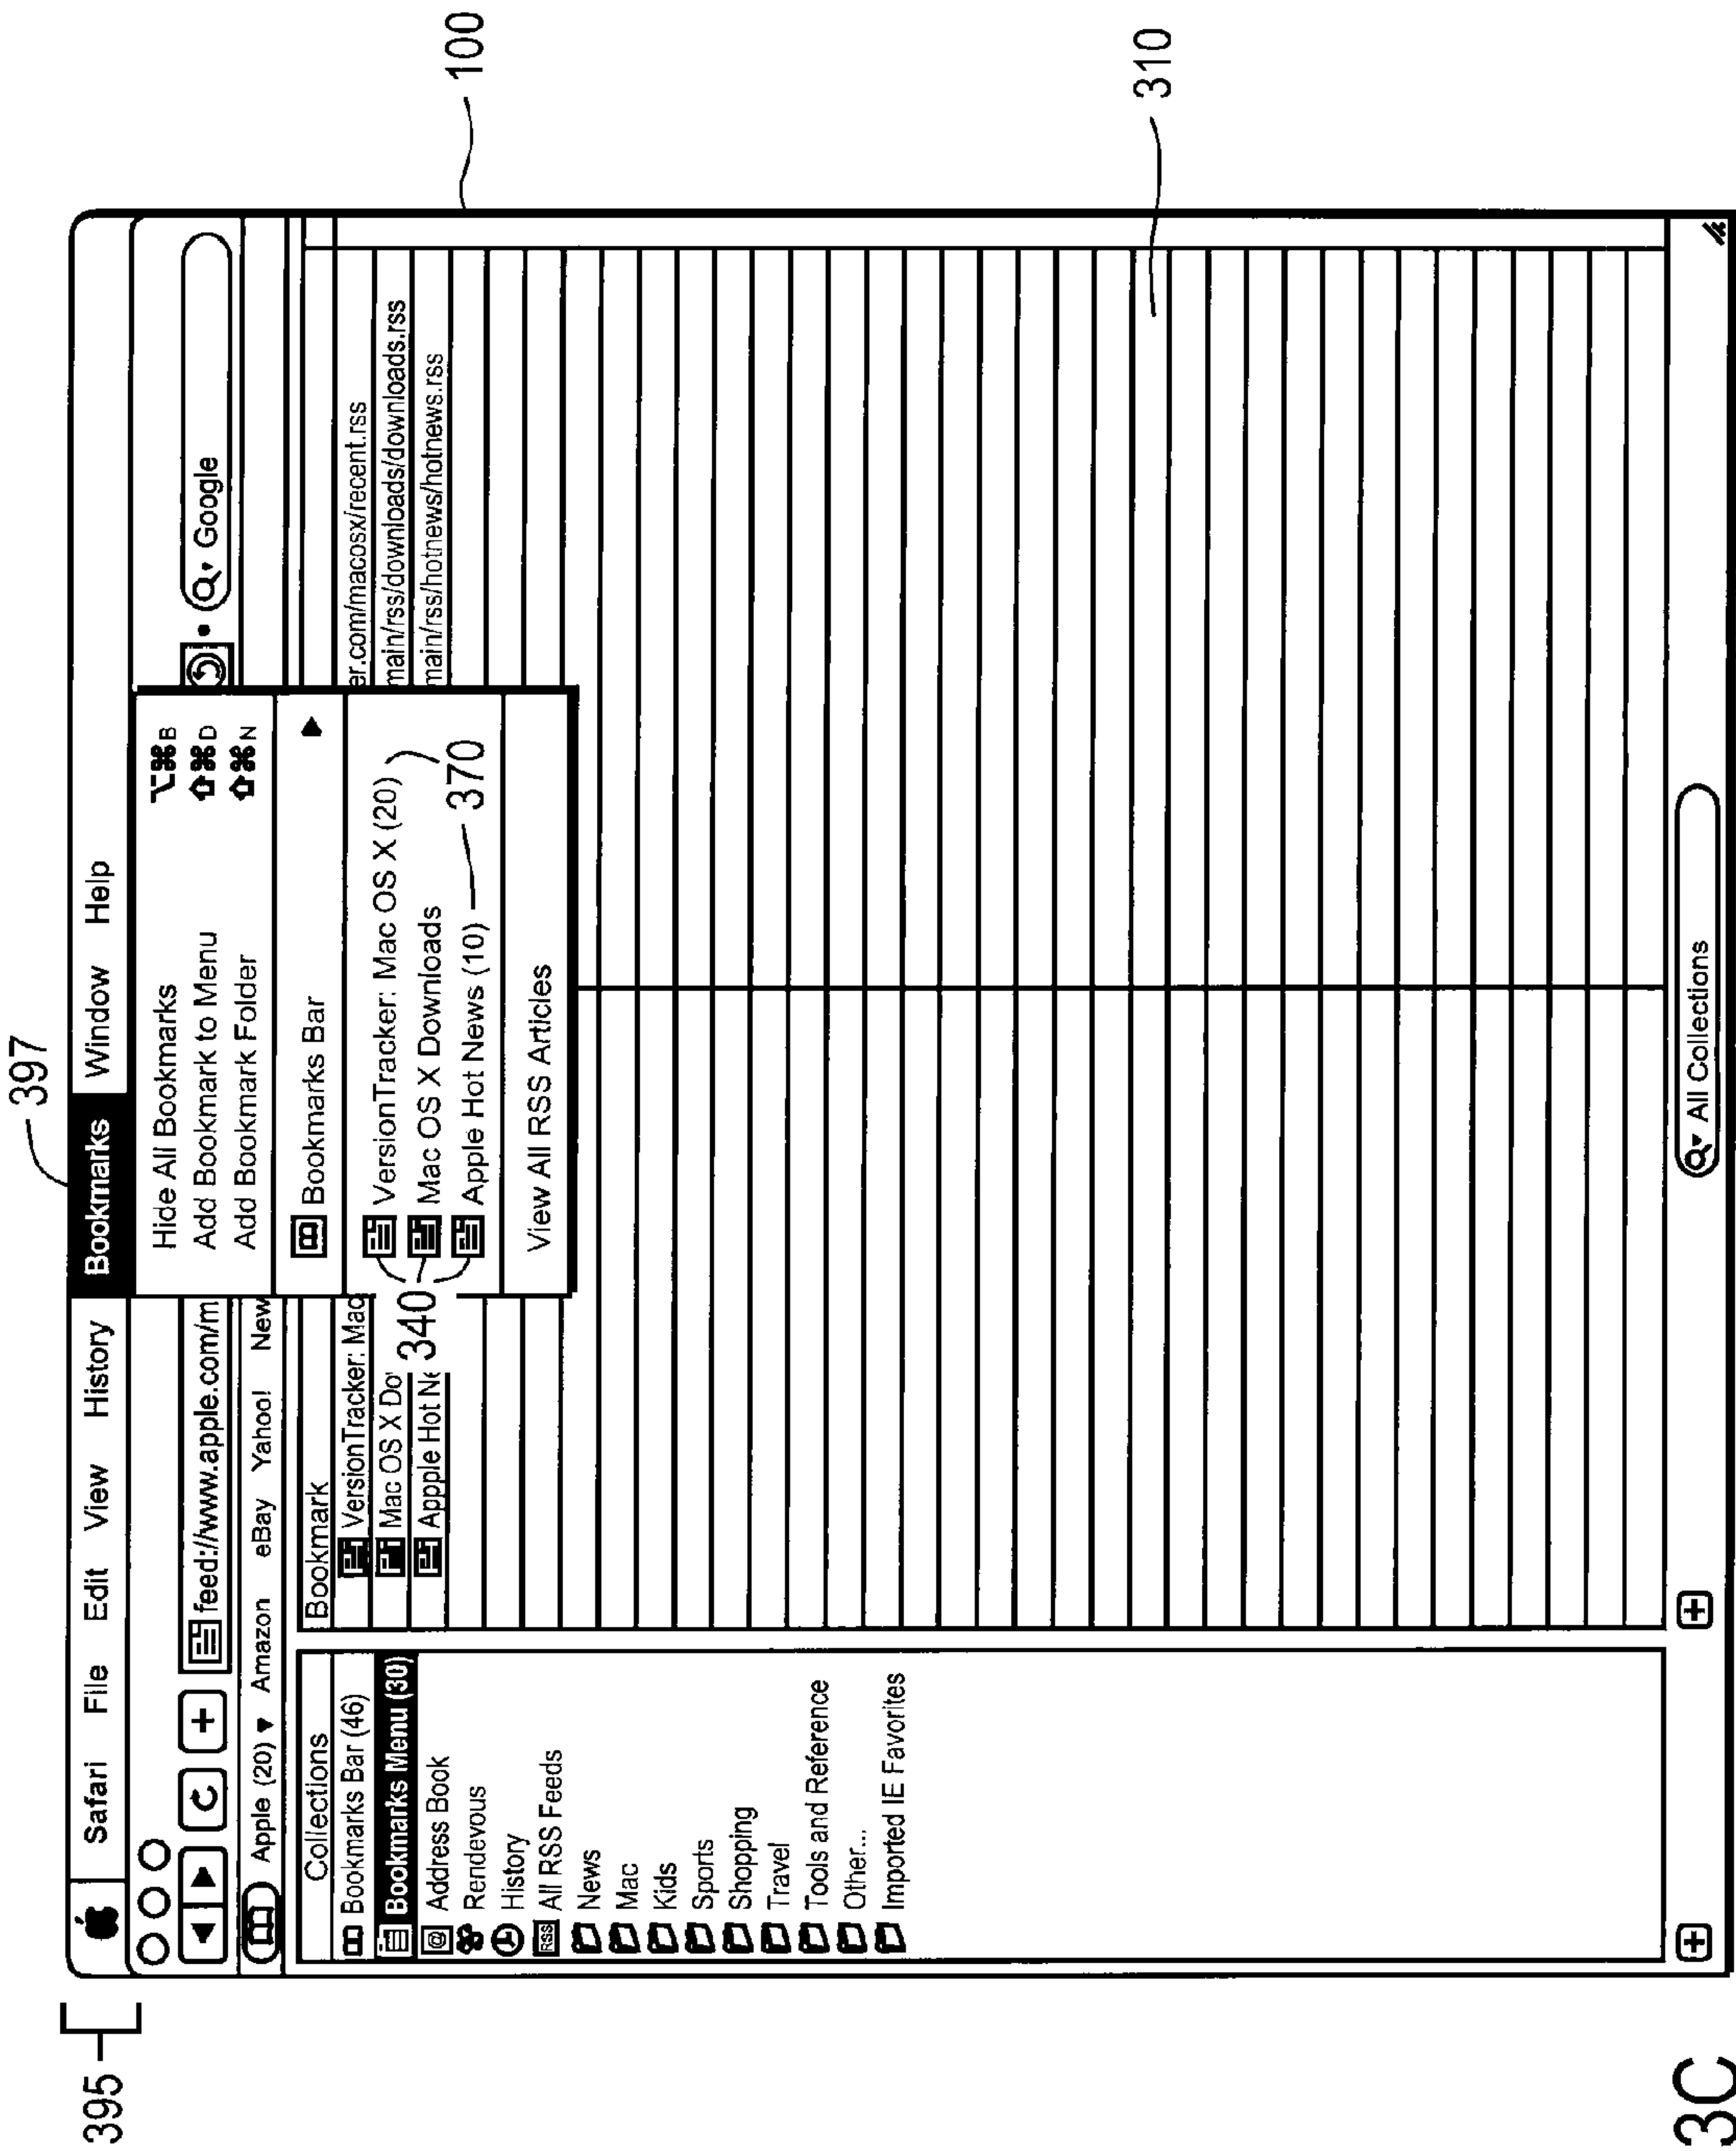 397
395
Safari File Edit View History Bookmarks Window Help
feed://www.apple.com/m
Google
Apple (20) Amazon eBay Yahoo! New
Hide All Bookmarks ⌥⌘B
Add Bookmark to Menu ⇧⌘D
Add Bookmark Folder ⇧⌘N
Bookmarks Bar
VersionTracker: Mac OS X (20)
Mac OS X Downloads
Apple Hot News (10)
View All RSS Articles
340
370
100
310
Collections
Bookmarks Bar (46)
Bookmarks Menu (30)
@ Address Book
Rendevous
History
RSS All RSS Feeds
News
Mac
Kids
Sports
Shopping
Travel
Tools and Reference
Other...
Imported IE Favorites
Bookmark
VersionTracker: Mac
Mac OS X Do
Appple Hot Ne
er.com/macosx/recent.rss
main/rss/downloads/downloads.rss
main/rss/hotnews/hotnews.rss
All Collections
3C